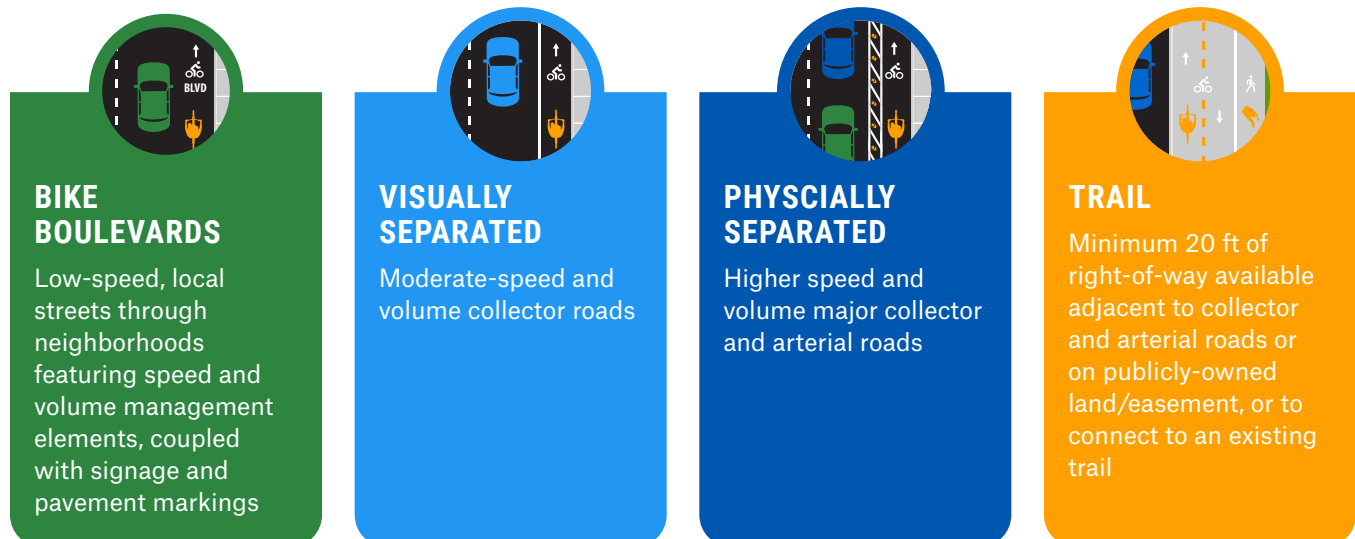 BLVD
BIKE
BOULEVARDS
Low-speed, local
streets through
neighborhoods
featuring speed and
volume management
elements, coupled
with signage and
pavement markings
VISUALLY
SEPARATED
Moderate-speed and
volume collector roads
PHYSCIALLY
SEPARATED
Higher speed and
volume major collector
and arterial roads
TRAIL
Minimum 20 ft of
right-of-way available
adjacent to collector
and arterial roads or
on publicly-owned
land/easement, or to
connect to an existing
trail